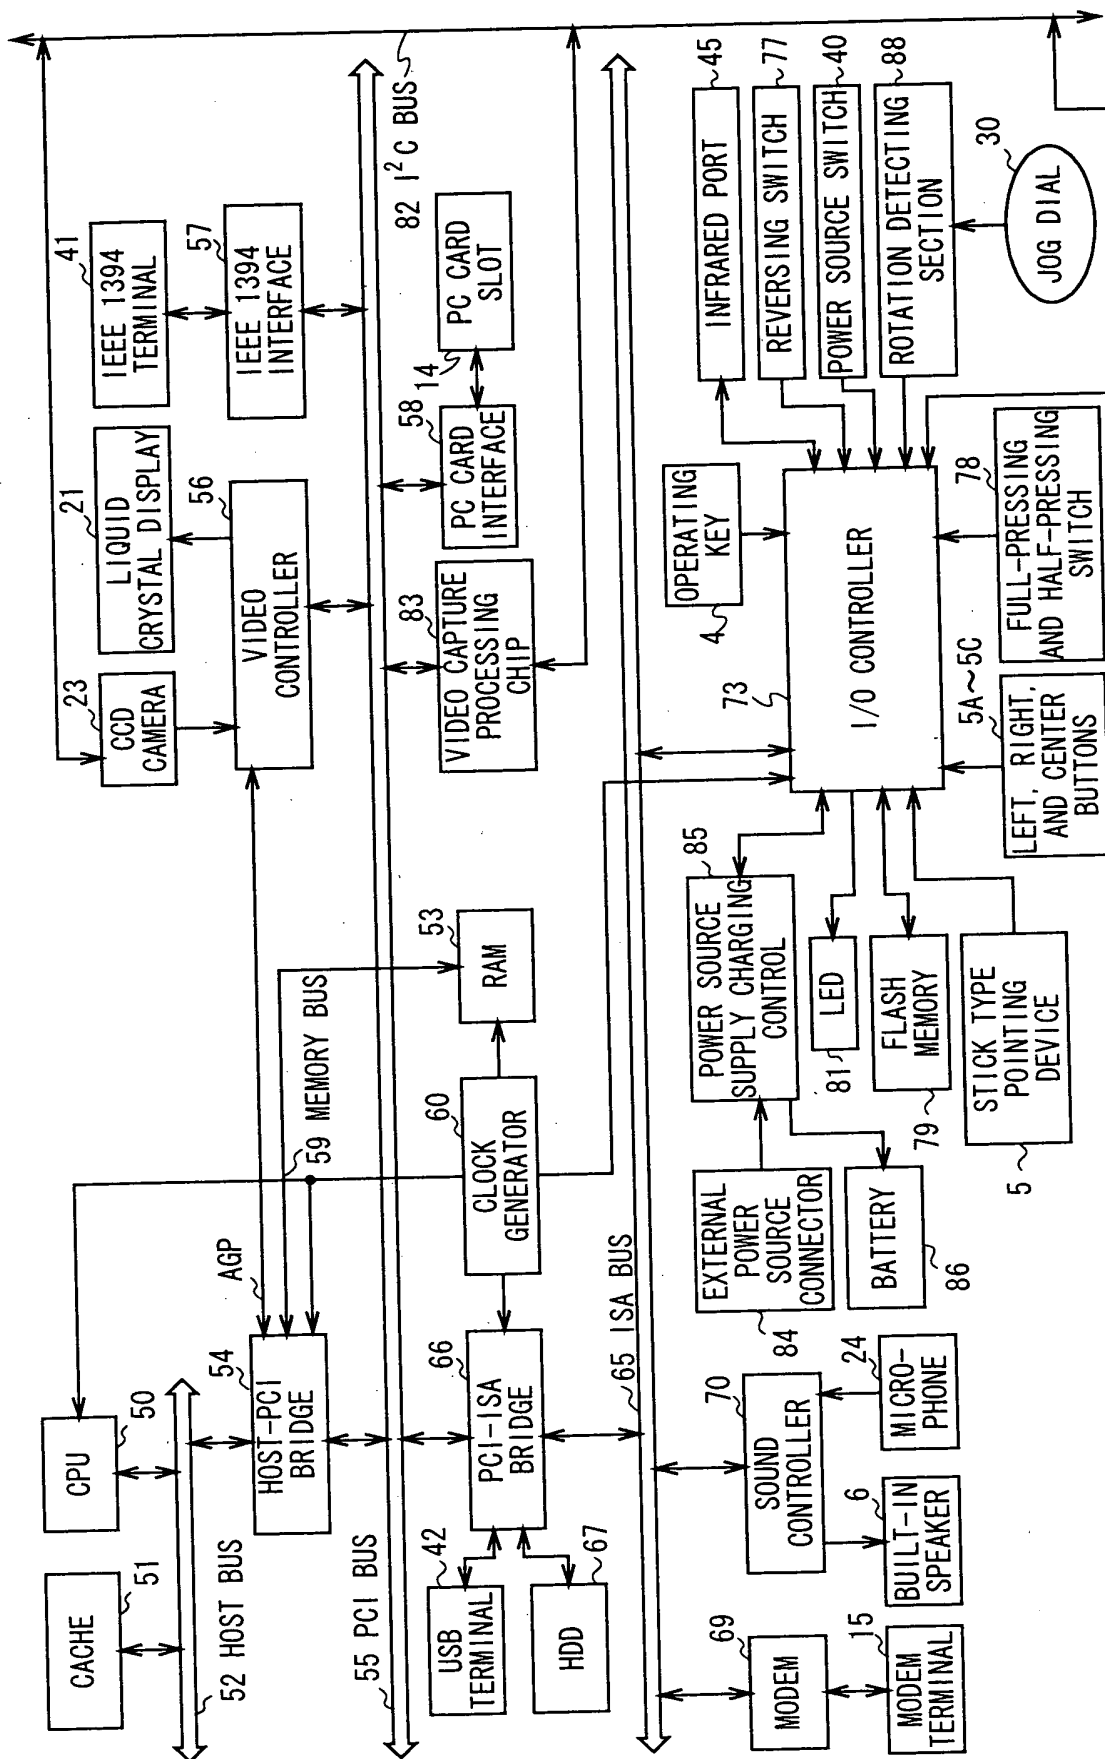 CACHE
51
CPU
50
52 HOST BUS
HOST-PCI
BRIDGE
54
AGP
59 MEMORY BUS
CCD
CAMERA
23
LIQUID
CRYSTAL DISPLAY
21
VIDEO
CONTROLLER
56
IEEE 1394
TERMINAL
41
IEEE 1394
INTERFACE
57
82 I²C BUS
55 PCI BUS
USB
TERMINAL
42
HDD
67
PCI-ISA
BRIDGE
66
CLOCK
GENERATOR
60
RAM
53
VIDEO CAPTURE
PROCESSING
CHIP
83
PC CARD
INTERFACE
58
PC CARD
SLOT
14
65 ISA BUS
MODEM
69
MODEM
TERMINAL
15
SOUND
CONTROLLER
70
BUILT-IN
SPEAKER
6
MICRO-
PHONE
24
EXTERNAL
POWER
SOURCE
CONNECTOR
84
POWER SOURCE
SUPPLY CHARGING
CONTROL
85
BATTERY
86
LED
81
FLASH
MEMORY
79
STICK TYPE
POINTING
DEVICE
5
OPERATING
KEY
4
I/O CONTROLLER
73
LEFT, RIGHT,
AND CENTER
BUTTONS
5A~5C
FULL-PRESSING
AND HALF-PRESSING
SWITCH
78
INFRARED PORT
45
REVERSING SWITCH
77
POWER SOURCE SWITCH
40
ROTATION DETECTING
SECTION
88
JOG DIAL
30